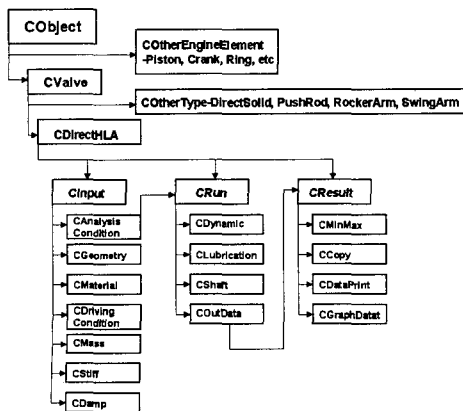 CObject
COtherEngineElement
-Piston, Crank, Ring, etc
CValve
COtherType-DirectSolid, PushRod, RockerArm, SwingArm
CDirectHLA
CInput
CRun
CResult
CAnalysis
Condition
CGeometry
CMaterial
CDriving
Condition
CMass
CStiff
CDamp
CDynamic
CLubrication
CShaft
COutData
CMinMax
CCopy
CDataPrint
CGraphDatat